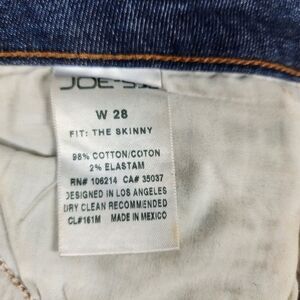 JOE'S
W 28
FIT: THE SKINNY
98% COTTON/COTON
2% ELASTAM
RN# 106214 CA# 35037
DESIGNED IN LOS ANGELES
DRY CLEAN RECOMMENDED
CL#161M MADE IN MEXICO